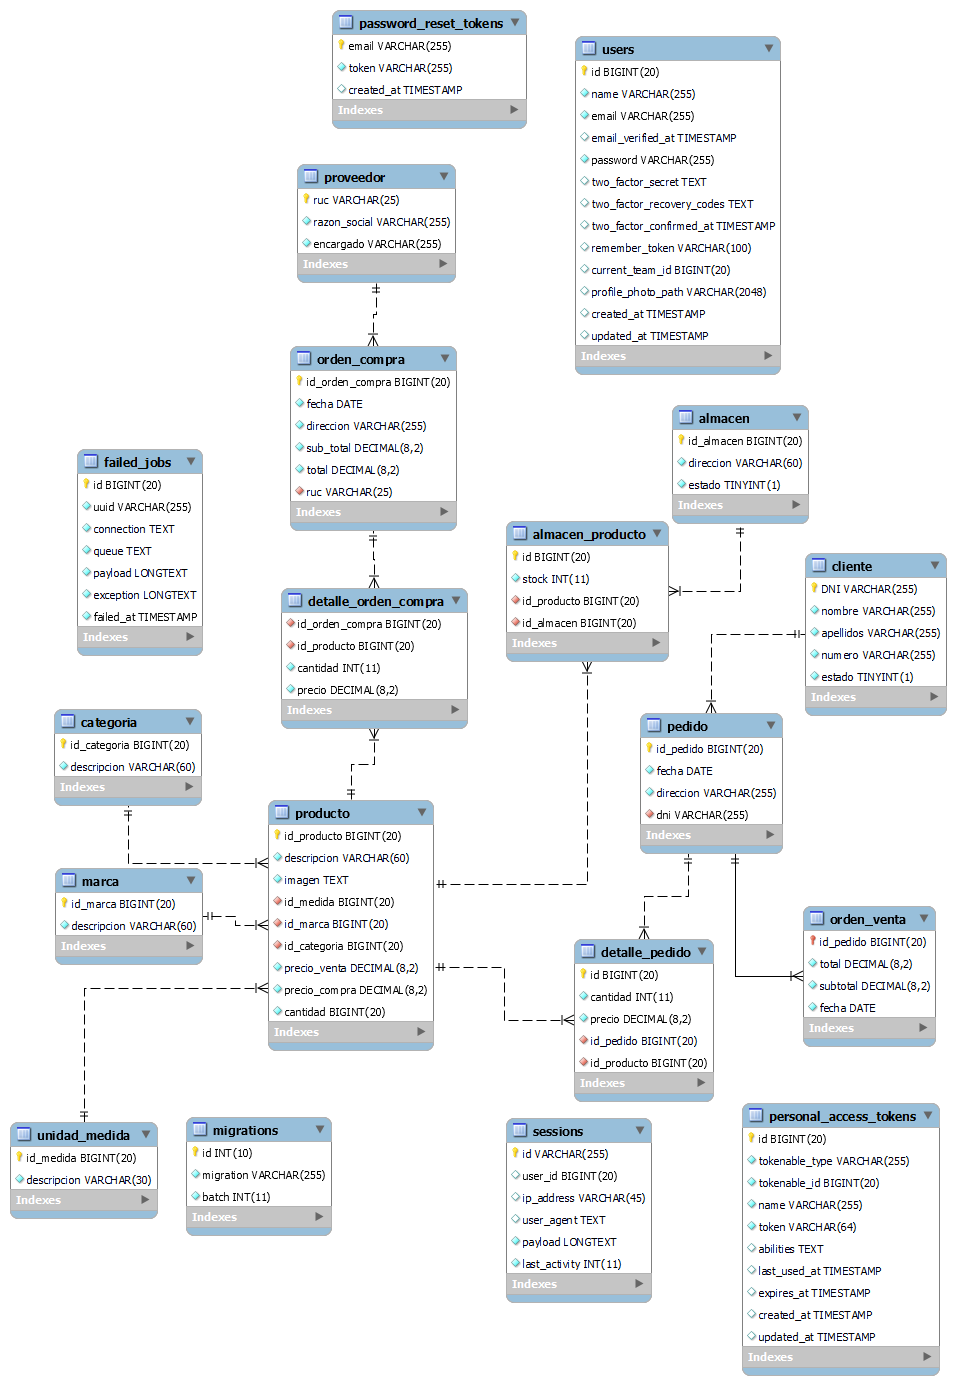 password_reset_tokens
email VARCHAR(255)
token VARCHAR(255)
created_at TIMESTAMP
Indexes
users
id BIGINT(20)
name VARCHAR(255)
email VARCHAR(255)
email_verified_at TIMESTAMP
password VARCHAR(255)
two_factor_secret TEXT
two_factor_recovery_codes TEXT
two_factor_confirmed_at TIMESTAMP
remember_token VARCHAR(100)
current_team_id BIGINT(20)
profile_photo_path VARCHAR(2048)
created_at TIMESTAMP
updated_at TIMESTAMP
Indexes
proveedor
ruc VARCHAR(25)
razon_social VARCHAR(255)
encargado VARCHAR(255)
Indexes
orden_compra
id_orden_compra BIGINT(20)
fecha DATE
direccion VARCHAR(255)
sub_total DECIMAL(8,2)
total DECIMAL(8,2)
ruc VARCHAR(25)
Indexes
almacen
id_almacen BIGINT(20)
direccion VARCHAR(60)
estado TINYINT(1)
Indexes
failed_jobs
id BIGINT(20)
uuid VARCHAR(255)
connection TEXT
queue TEXT
payload LONGTEXT
exception LONGTEXT
failed_at TIMESTAMP
Indexes
almacen_producto
id BIGINT(20)
stock INT(11)
id_producto BIGINT(20)
id_almacen BIGINT(20)
Indexes
cliente
DNI VARCHAR(255)
nombre VARCHAR(255)
apellidos VARCHAR(255)
numero VARCHAR(255)
estado TINYINT(1)
Indexes
detalle_orden_compra
id_orden_compra BIGINT(20)
id_producto BIGINT(20)
cantidad INT(11)
precio DECIMAL(8,2)
Indexes
categoria
id_categoria BIGINT(20)
descripcion VARCHAR(60)
Indexes
pedido
id_pedido BIGINT(20)
fecha DATE
direccion VARCHAR(255)
dni VARCHAR(255)
Indexes
producto
id_producto BIGINT(20)
descripcion VARCHAR(60)
imagen TEXT
id_medida BIGINT(20)
id_marca BIGINT(20)
id_categoria BIGINT(20)
precio_venta DECIMAL(8,2)
precio_compra DECIMAL(8,2)
cantidad BIGINT(20)
Indexes
marca
id_marca BIGINT(20)
descripcion VARCHAR(60)
Indexes
orden_venta
id_pedido BIGINT(20)
total DECIMAL(8,2)
subtotal DECIMAL(8,2)
fecha DATE
Indexes
detalle_pedido
id BIGINT(20)
cantidad INT(11)
precio DECIMAL(8,2)
id_pedido BIGINT(20)
id_producto BIGINT(20)
Indexes
unidad_medida
id_medida BIGINT(20)
descripcion VARCHAR(30)
Indexes
migrations
id INT(10)
migration VARCHAR(255)
batch INT(11)
Indexes
sessions
id VARCHAR(255)
user_id BIGINT(20)
ip_address VARCHAR(45)
user_agent TEXT
payload LONGTEXT
last_activity INT(11)
Indexes
personal_access_tokens
id BIGINT(20)
tokenable_type VARCHAR(255)
tokenable_id BIGINT(20)
name VARCHAR(255)
token VARCHAR(64)
abilities TEXT
last_used_at TIMESTAMP
expires_at TIMESTAMP
created_at TIMESTAMP
updated_at TIMESTAMP
Indexes